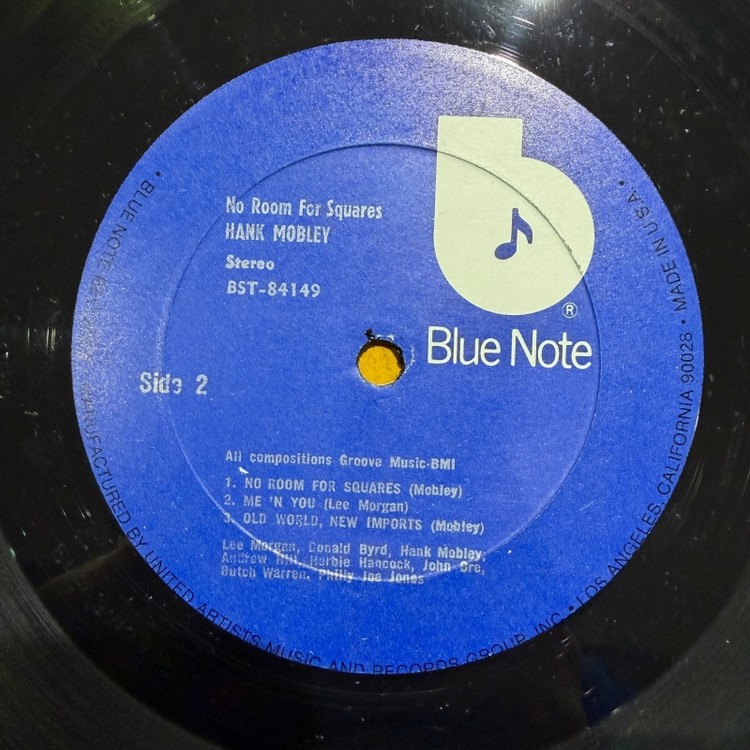 No Room For Squares
HANK MOBLEY
Stereo
BST-84149
®
Blue Note
Side 2
All compositions Groove Music-BMI
1. NO ROOM FOR SQUARES (Mobley)
2. ME 'N YOU (Lee Morgan)
3. OLD WORLD, NEW IMPORTS (Mobley)
Lee Morgan, Donald Byrd, Hank Mobley,
Andrew Hill, Herbie Hancock, John Ore,
Butch Warren, Philly Joe Jones
• BLUE NOTE MANUFACTURED BY UNITED ARTISTS MUSIC AND RECORDS GROUP, INC. • LOS ANGELES, CALIFORNIA 90028 • MADE IN U.S.A. •